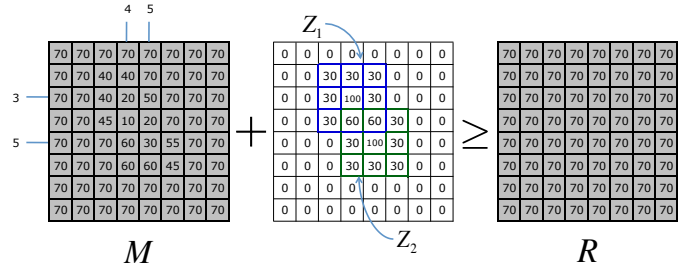 4 5
Z₁
70 70 70 70 70 70 70 70 0 0 0 0 0 0 0 0 70 70 70 70 70 70 70 70
70 70 40 40 70 70 70 70 0 0 30 30 30 0 0 0 70 70 70 70 70 70 70 70
3 70 70 40 20 50 70 70 70 0 0 30 100 30 0 0 0 70 70 70 70 70 70 70 70
70 70 45 10 20 70 70 70 + 0 0 30 60 60 30 0 0 ≥ 70 70 70 70 70 70 70 70
5 70 70 70 60 30 55 70 70 0 0 0 30 100 30 0 0 70 70 70 70 70 70 70 70
70 70 70 60 60 45 70 70 0 0 0 30 30 30 0 0 70 70 70 70 70 70 70 70
70 70 70 70 70 70 70 70 0 0 0 0 0 0 0 0 70 70 70 70 70 70 70 70
70 70 70 70 70 70 70 70 0 0 0 0 0 0 0 0 70 70 70 70 70 70 70 70
M Z₂ R